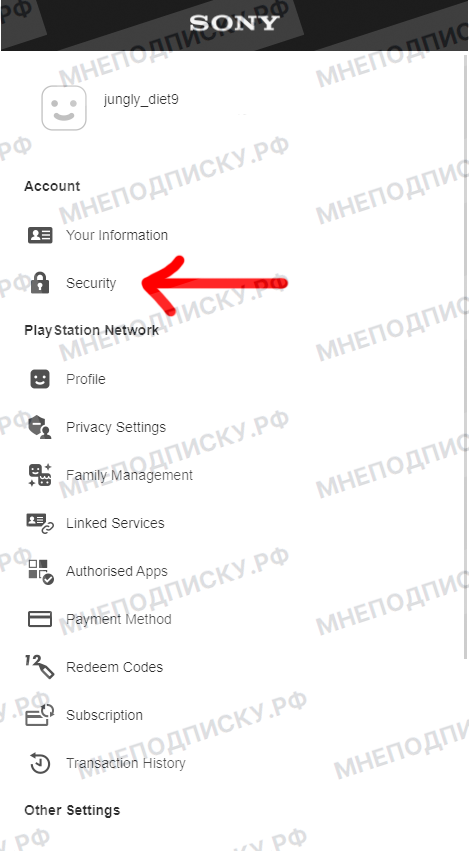 SONY
jungly_diet9
Account
Your Information
Security
PlayStation Network
Profile
Privacy Settings
Family Management
Linked Services
Authorised Apps
Payment Method
12
Redeem Codes
Subscription
Transaction History
Other Settings
МНЕПОДПИСКУ.РФ